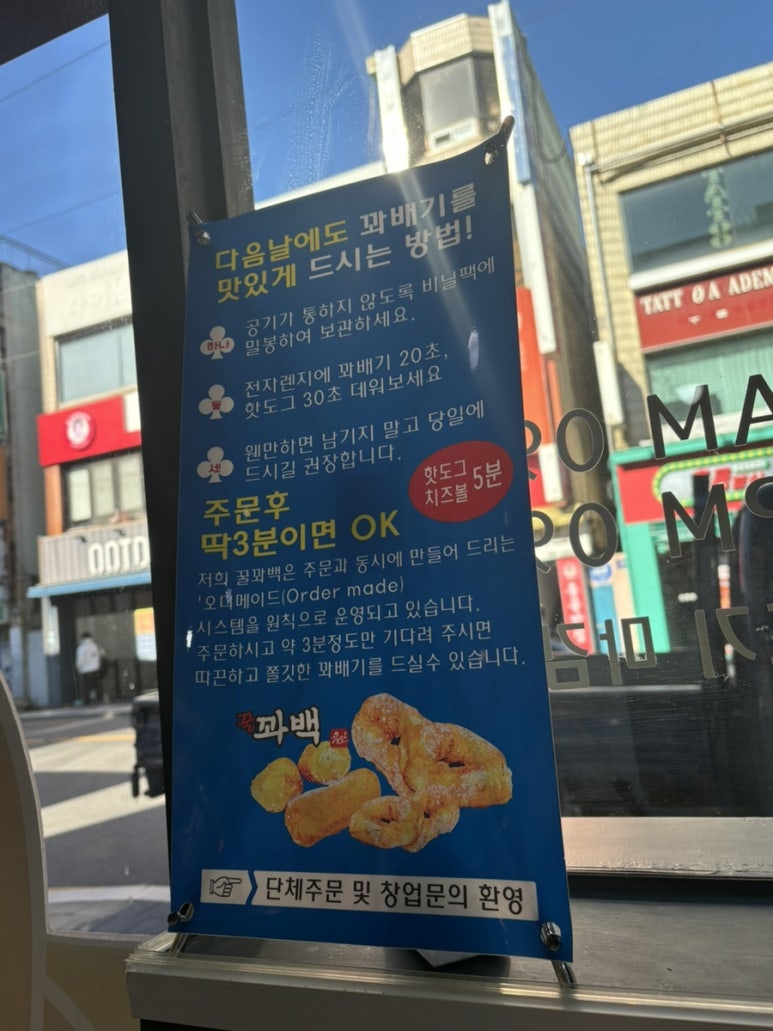 다음날에도 꽈배기를
맛있게 드시는 방법!
하나
공기가 통하지 않도록 비닐팩에
밀봉하여 보관하세요.
둘
전자렌지에 꽈배기 20초,
핫도그 30초 데워보세요
셋
웬만하면 남기지 말고 당일에
드시길 권장합니다.
핫도그
치즈볼 5분
주문후
딱3분이면 OK
저희 꿀꽈백은 주문과 동시에 만들어 드리는
'오더메이드(Order made)
시스템을 원칙으로 운영되고 있습니다.
주문하시고 약 3분정도만 기다려 주시면
따끈하고 쫄깃한 꽈배기를 드실수 있습니다.
꿀꽈백
단체주문 및 창업문의 환영
TATT